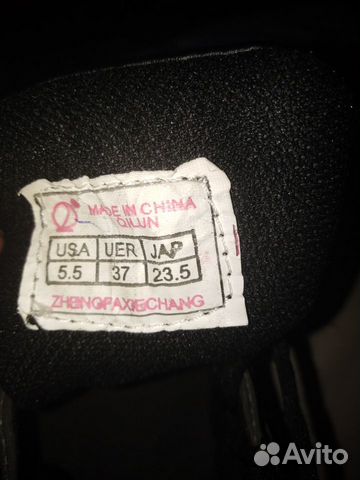 MADE IN CHINA
QILUN
USA UER JAP
5.5 37 23.5
ZHENGFAXIECHANG
Avito